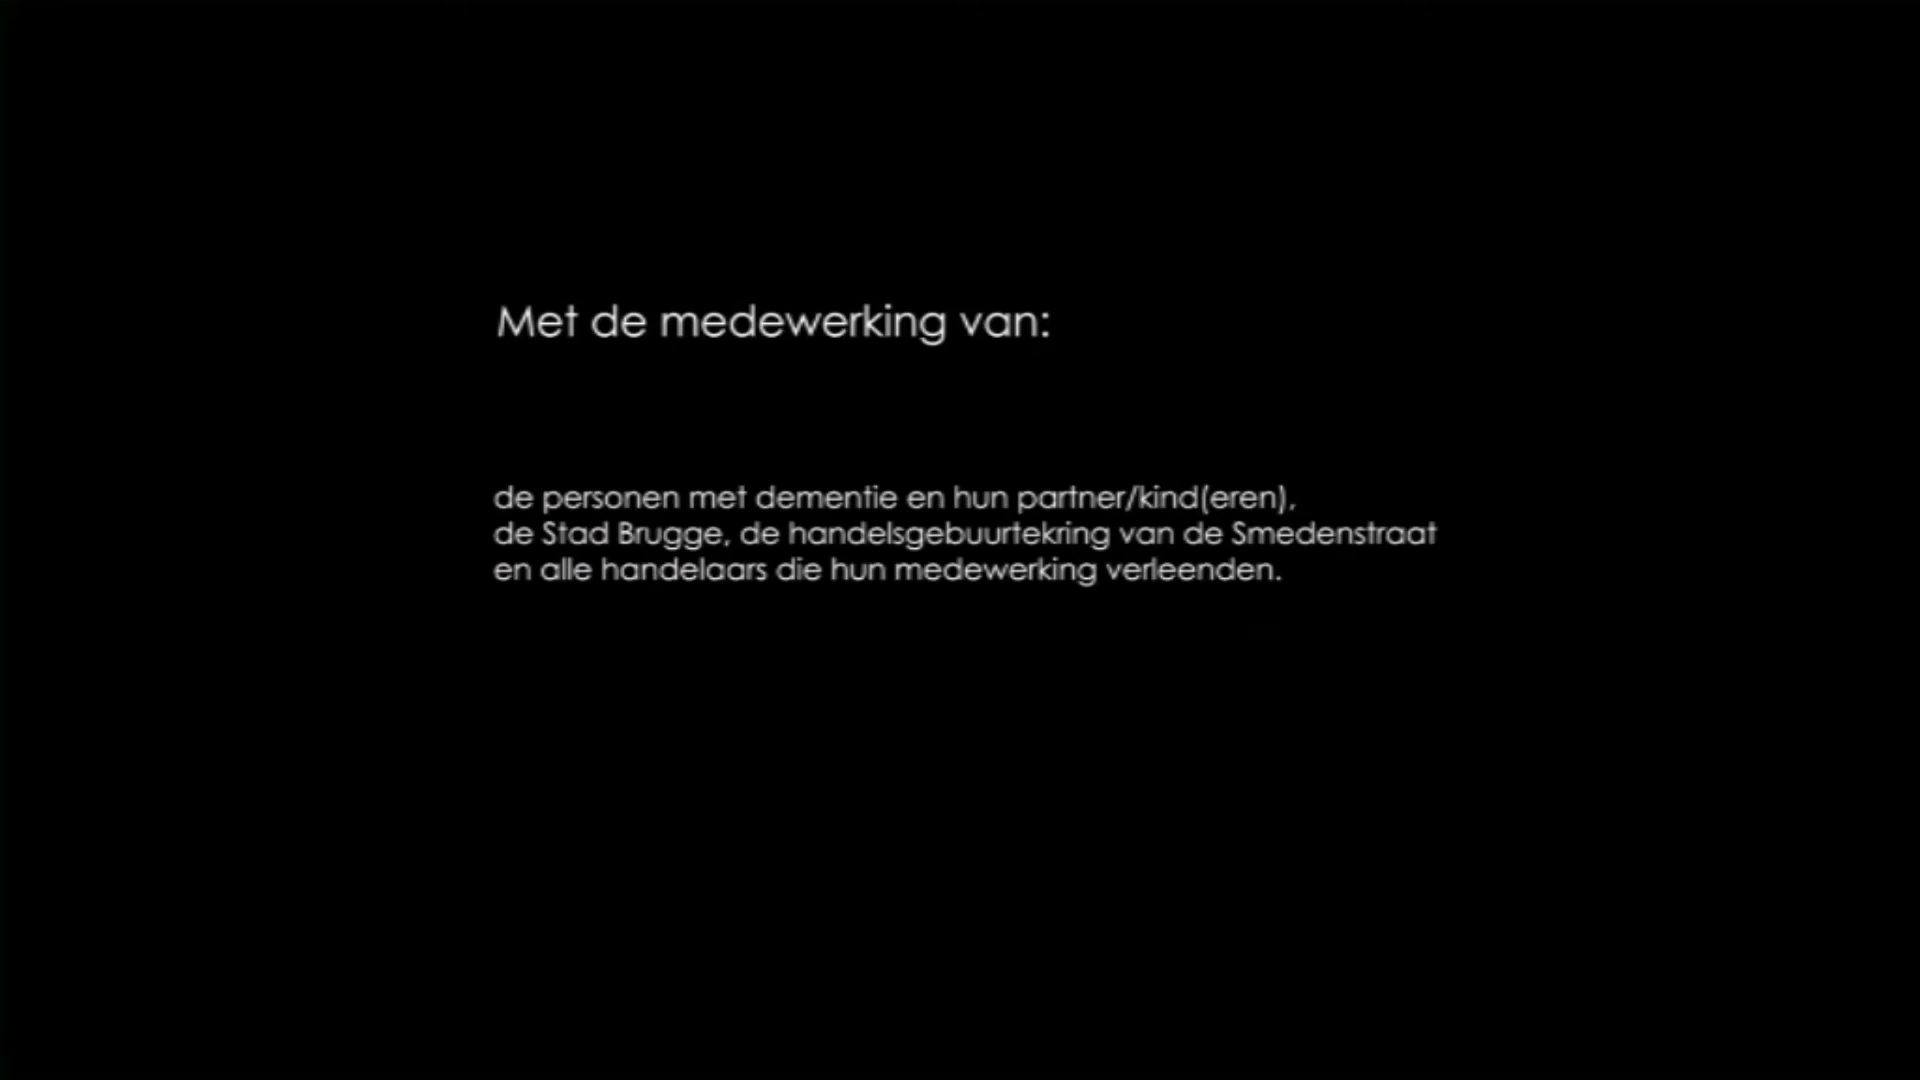 Met de medewerking van:
de personen met dementie en hun partner/kind(eren),
de Stad Brugge, de handelsgebuurtekring van de Smedenstraat
en alle handelaars die hun medewerking verleenden.